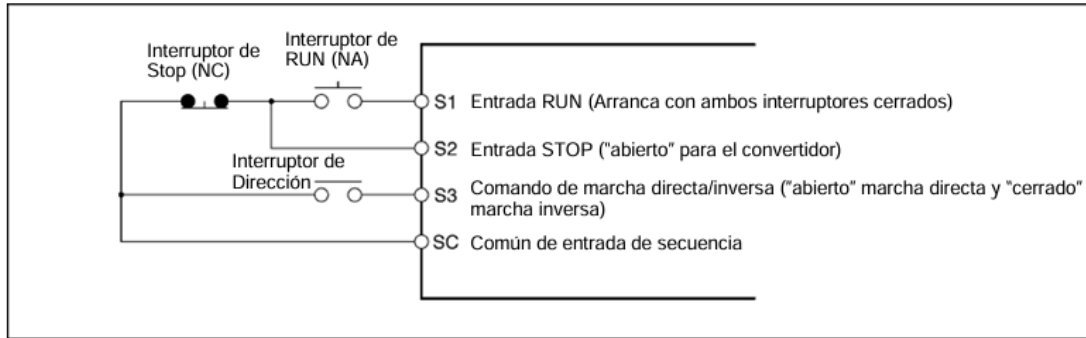 Interruptor de
Stop (NC)
Interruptor de
RUN (NA)
S1 Entrada RUN (Arranca con ambos interruptores cerrados)
S2 Entrada STOP ("abierto" para el convertidor)
Interruptor de
Dirección
S3 Comando de marcha directa/inversa ("abierto" marcha directa y "cerrado"
marcha inversa)
SC Común de entrada de secuencia